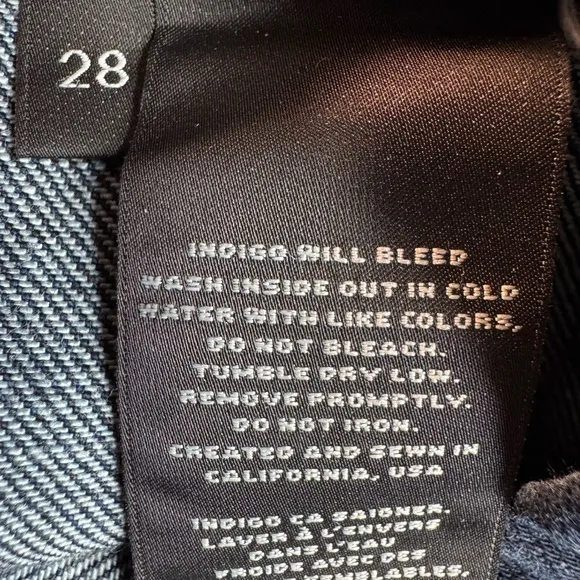 28
INDIGO WILL BLEED
WASH INSIDE OUT IN COLD
WATER WITH LIKE COLORS.
DO NOT BLEACH.
TUMBLE DRY LOW.
REMOVE PROMPTLY.
DO NOT IRON.
CREATED AND SEWN IN
CALIFORNIA, USA
INDIGO CA SAIGNER.
LAVER À L'ENVERS
DANS L'EAU
FROIDE AVEC DES